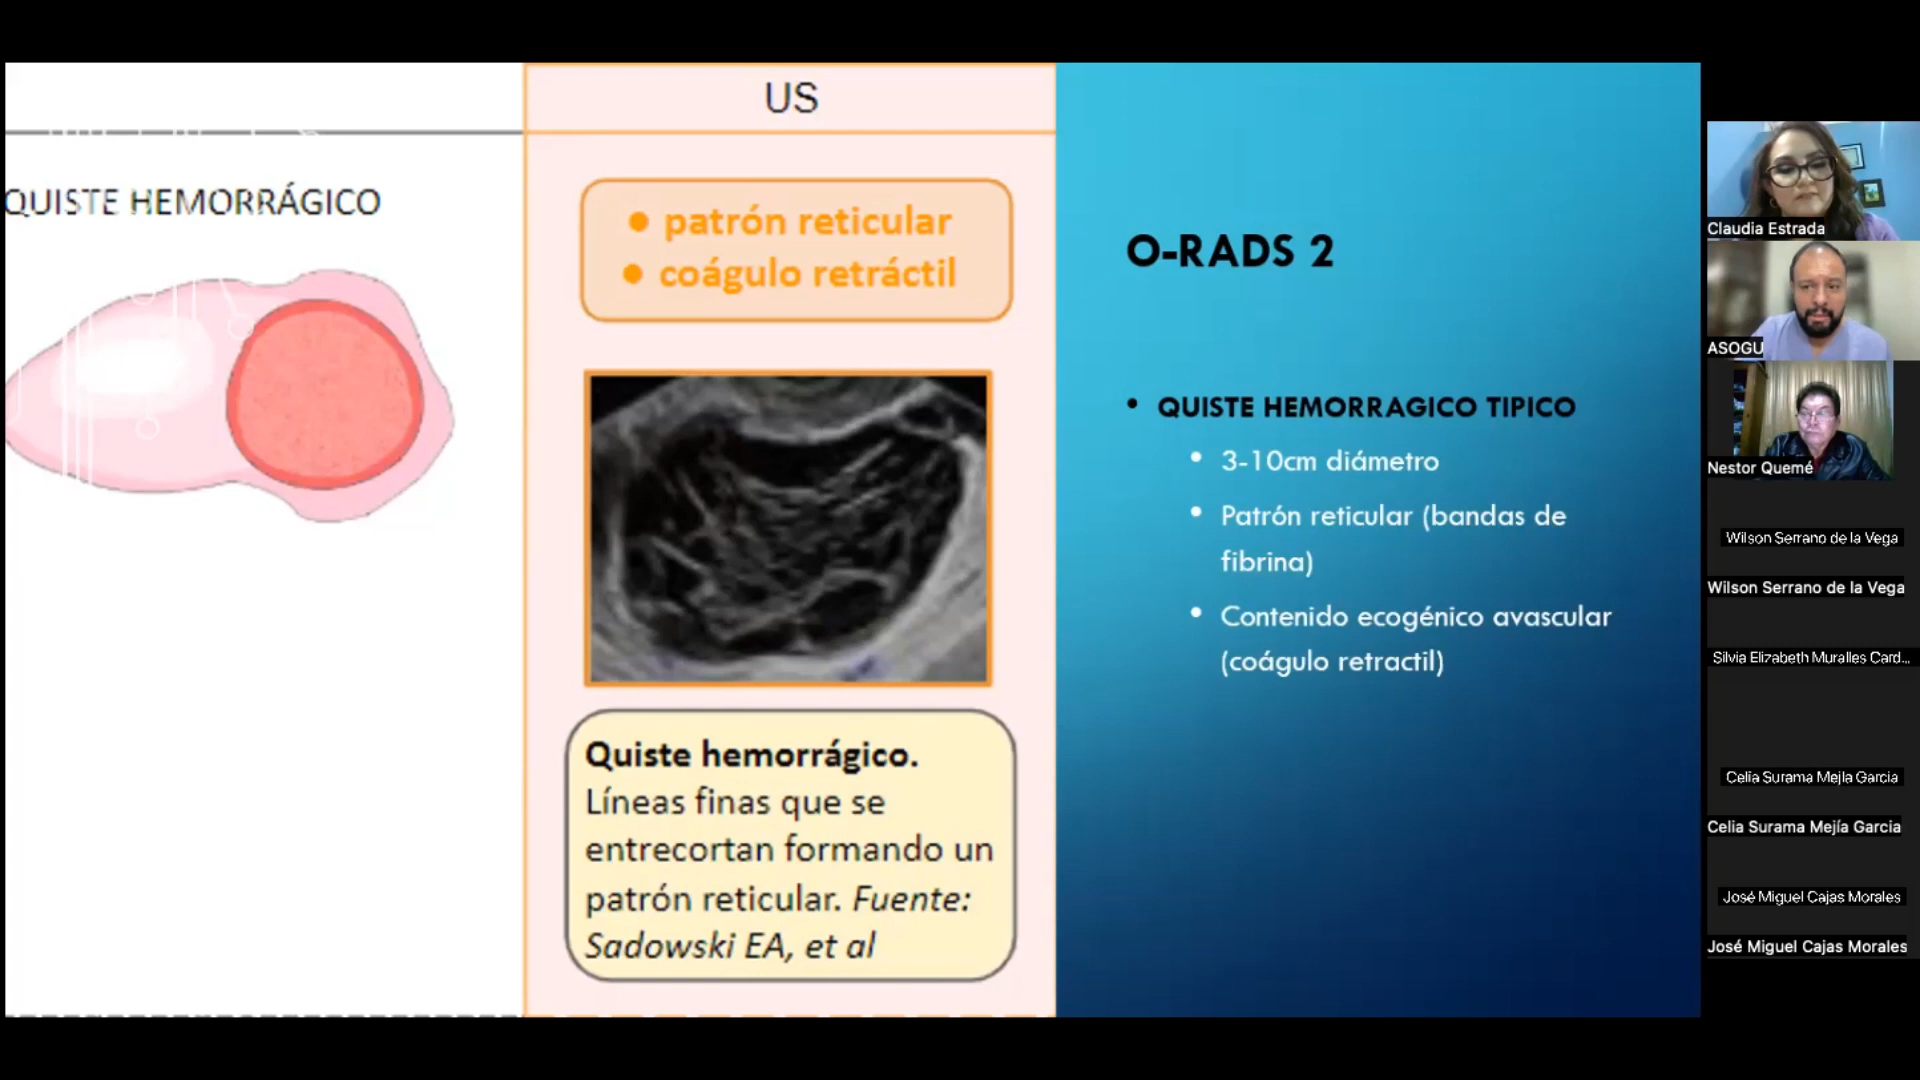 QUISTE HEMORRÁGICO
US
● patrón reticular
● coágulo retráctil
Quiste hemorrágico.
Líneas finas que se
entrecortan formando un
patrón reticular. Fuente:
Sadowski EA, et al
O-RADS 2
• QUISTE HEMORRAGICO TIPICO
• 3-10cm diámetro
• Patrón reticular (bandas de
fibrina)
• Contenido ecogénico avascular
(coágulo retractil)
Claudia Estrada
ASOGU
Nestor Quemé
Wilson Serrano de la Vega
Wilson Serrano de la Vega
Silvia Elizabeth Muralles Card...
Celia Surama Mejía Garcia
Celia Surama Mejía Garcia
José Miguel Cajas Morales
José Miguel Cajas Morales